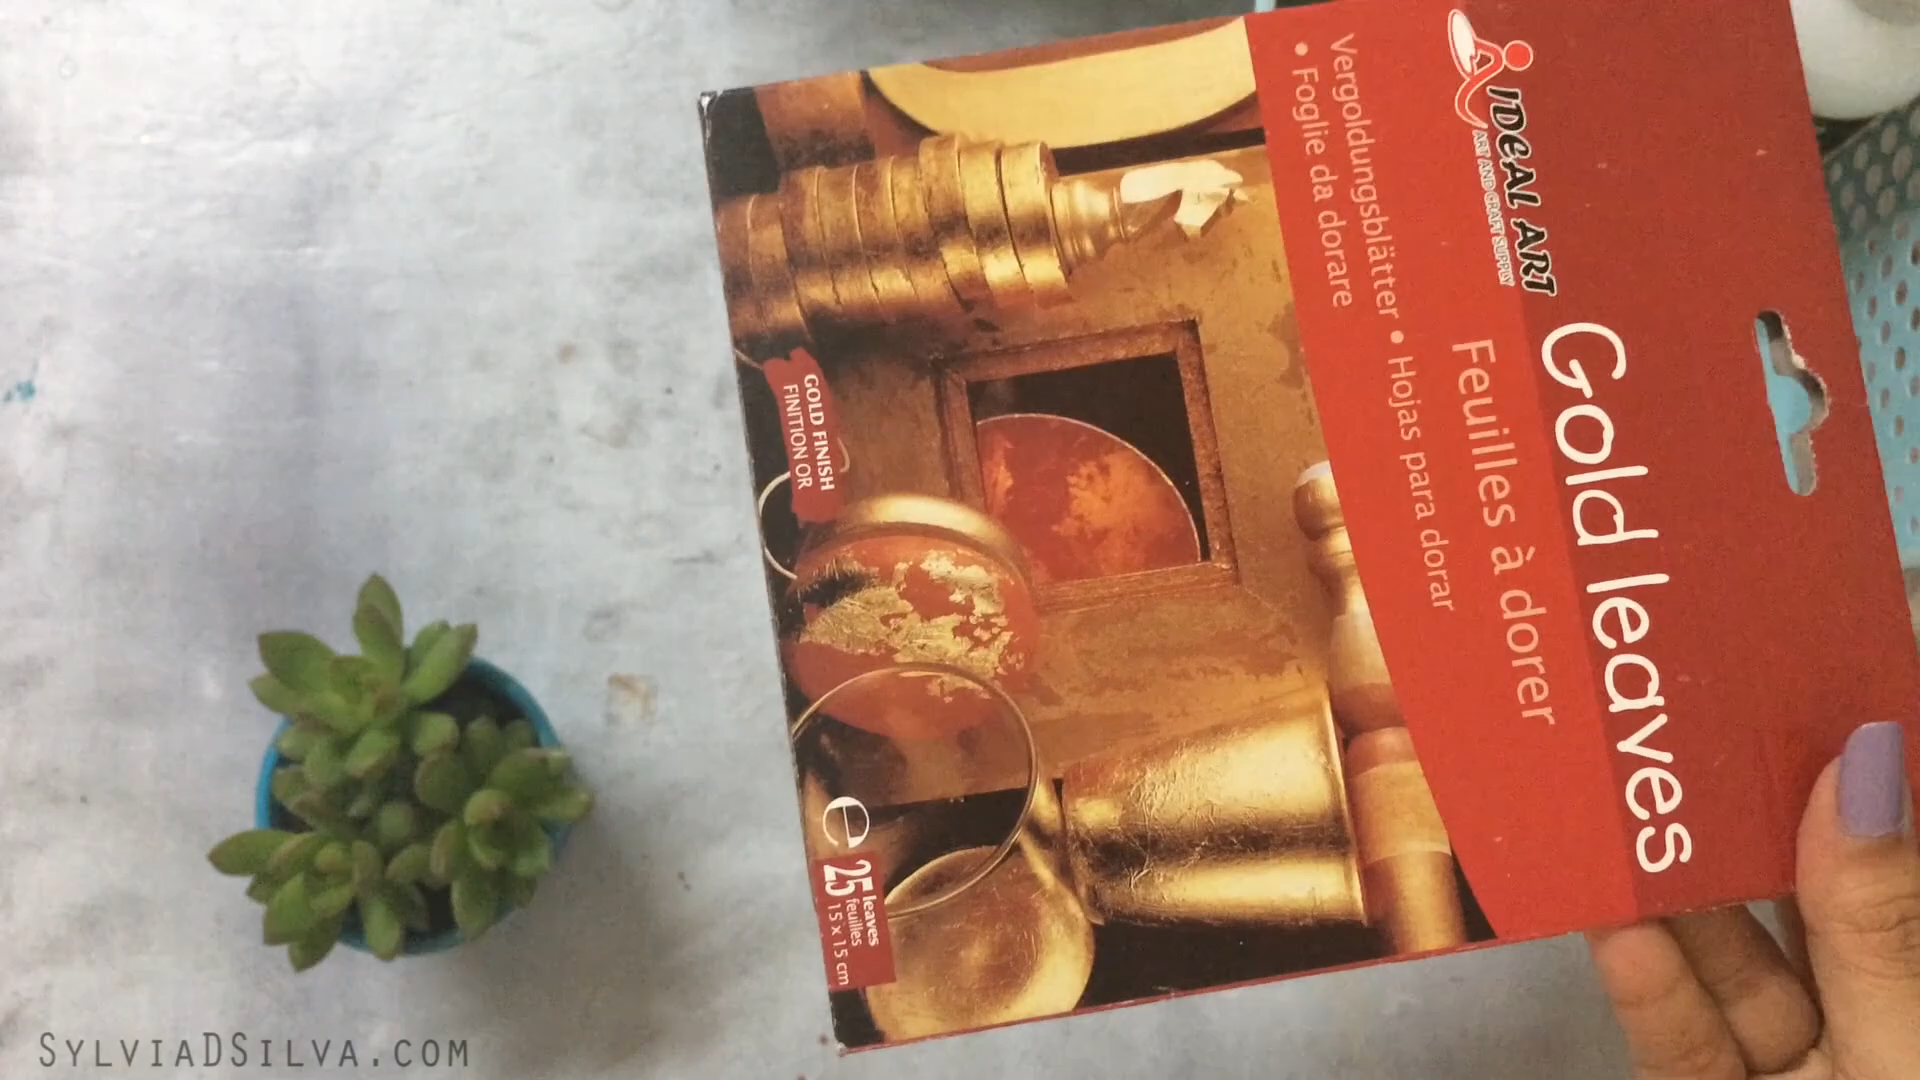 IDEAL ART
ART AND CRAFT SUPPLY
Gold leaves
Feuilles à dorer
Vergoldungsblätter • Hojas para dorar
• Foglie da dorare
GOLD FINISH
FINITION OR
e 25 leaves
feuilles
15 x 15 cm
SYLVIADSILVA.COM